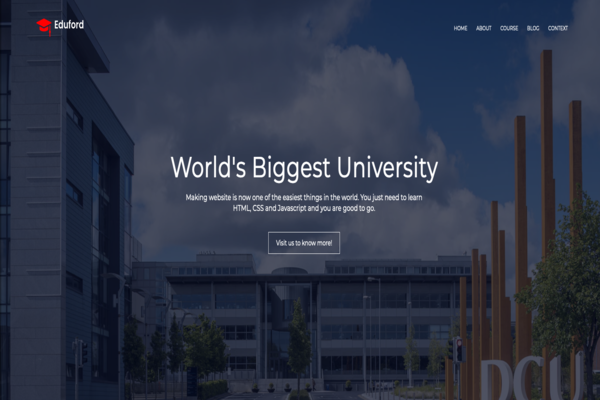 Eduford
HOME ABOUT COURSE BLOG CONTEXT
World's Biggest University
Making website is now one of the easiest things in the world. You just need to learn
HTML, CSS and Javascript and you are good to go.
Visit us to know more!
DCU